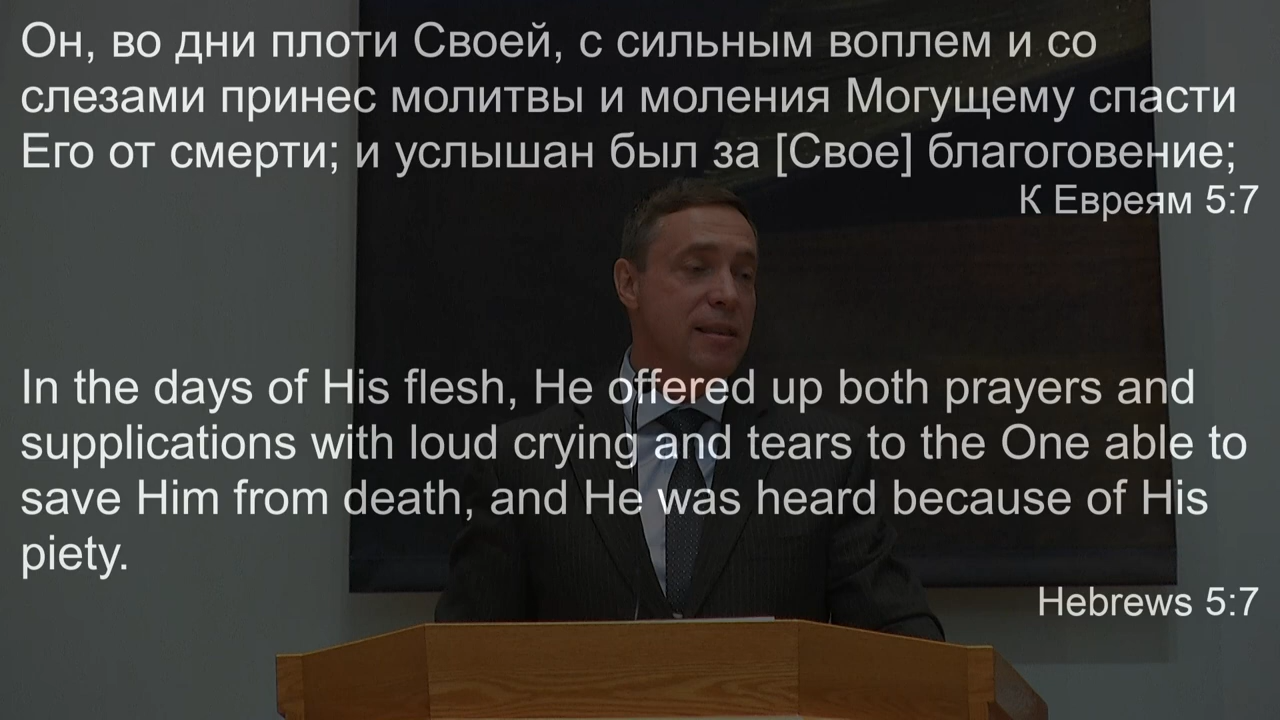 Он, во дни плоти Своей, с сильным воплем и со
слезами принес молитвы и моления Могущему спасти
Его от смерти; и услышан был за [Свое] благоговение;
К Евреям 5:7
In the days of His flesh, He offered up both prayers and
supplications with loud crying and tears to the One able to
save Him from death, and He was heard because of His
piety.
Hebrews 5:7